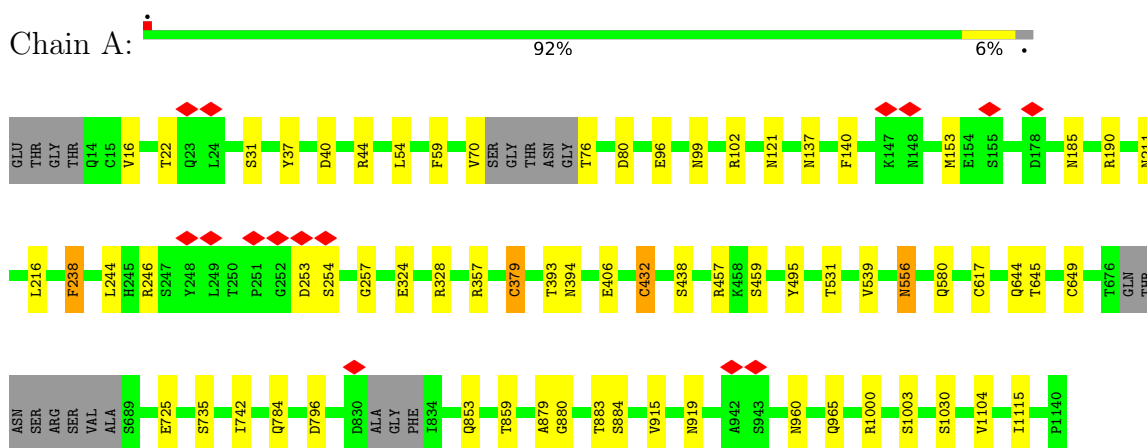 Chain A:
92%
6%
GLU THR GLY THR Q14 C15 V16 T22 Q23 L24 S31 Y37 D40 R44 L54 F59 V70 SER GLY THR ASN GLY T76 D80 E96 N99 R102 N121 N137 F140 K147 N148 M153 E154 S155 D178 N185 R190 N211
L216 F238 L244 H245 R246 S247 Y248 L249 T250 P251 G252 D253 S254 G257 E324 R328 R357 C379 T393 N394 E406 C432 S438 R457 K458 S459 Y495 T531 V539 N556 Q580 C617 Q644 T645 C649 T676 GLN THR
ASN SER ARG SER VAL ALA S689 E725 S735 I742 Q784 D796 D830 ALA GLY PHE I834 Q853 T859 A879 G880 T883 S884 V915 N919 A942 S943 N960 Q965 R1000 S1003 S1030 V1104 I1115 P1140